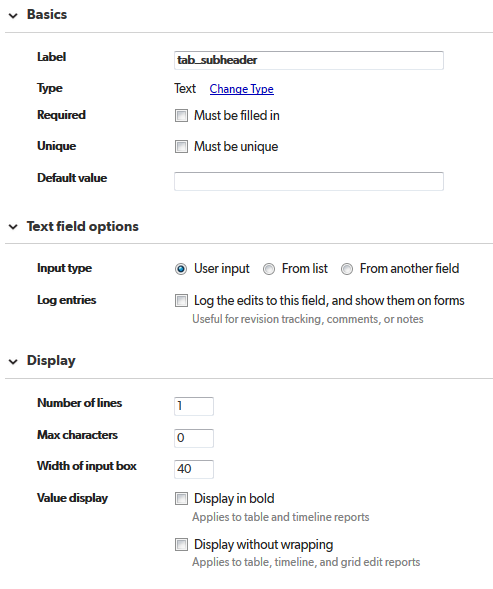 Basics
Label tab_subheader
Type Text Change Type
Required Must be filled in
Unique Must be unique
Default value
Text field options
Input type User input From list From another field
Log entries Log the edits to this field, and show them on forms
Useful for revision tracking, comments, or notes
Display
Number of lines 1
Max characters 0
Width of input box 40
Value display Display in bold
Applies to table and timeline reports
Display without wrapping
Applies to table, timeline, and grid edit reports